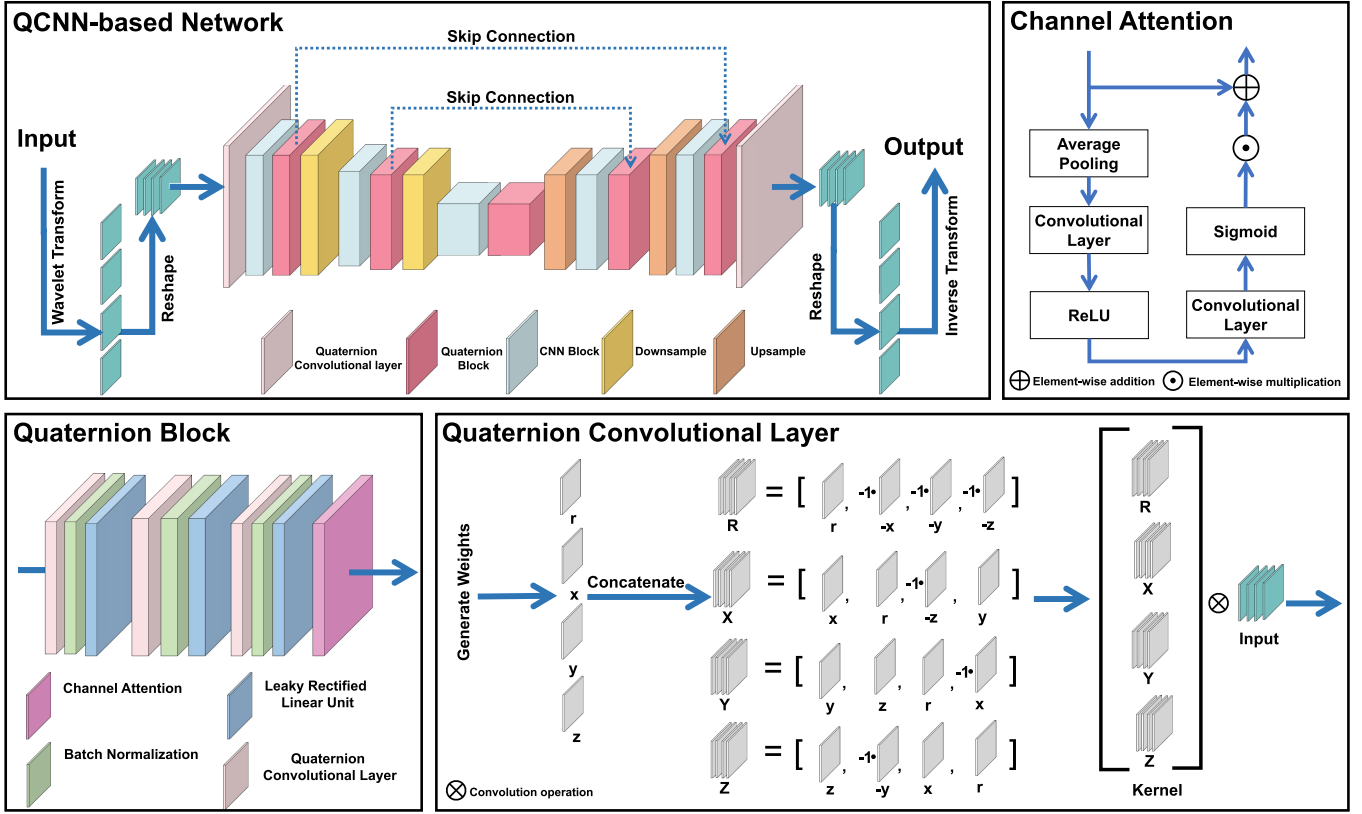 QCNN-based Network
Skip Connection
Skip Connection
Input
Output
Wavelet Transform
Reshape
Reshape
Inverse Transform
Quaternion
Convolutional layer
Quaternion
Block
CNN Block
Downsample
Upsample
Channel Attention
Average
Pooling
Convolutional
Layer
ReLU
Sigmoid
Convolutional
Layer
Element-wise addition
Element-wise multiplication
Quaternion Block
Channel Attention
Leaky Rectified
Linear Unit
Batch Normalization
Quaternion
Convolutional Layer
Quaternion Convolutional Layer
Generate Weights
r
x
y
z
Concatenate
R = [ r, -1• -x, -1• -y, -1• -z ]
X = [ x, r, -1• -z, y ]
Y = [ y, z, r, -1• x ]
Z = [ z, -1• -y, x, r ]
R
X
Y
Z
Kernel
⊗
Input
⊗ Convolution operation